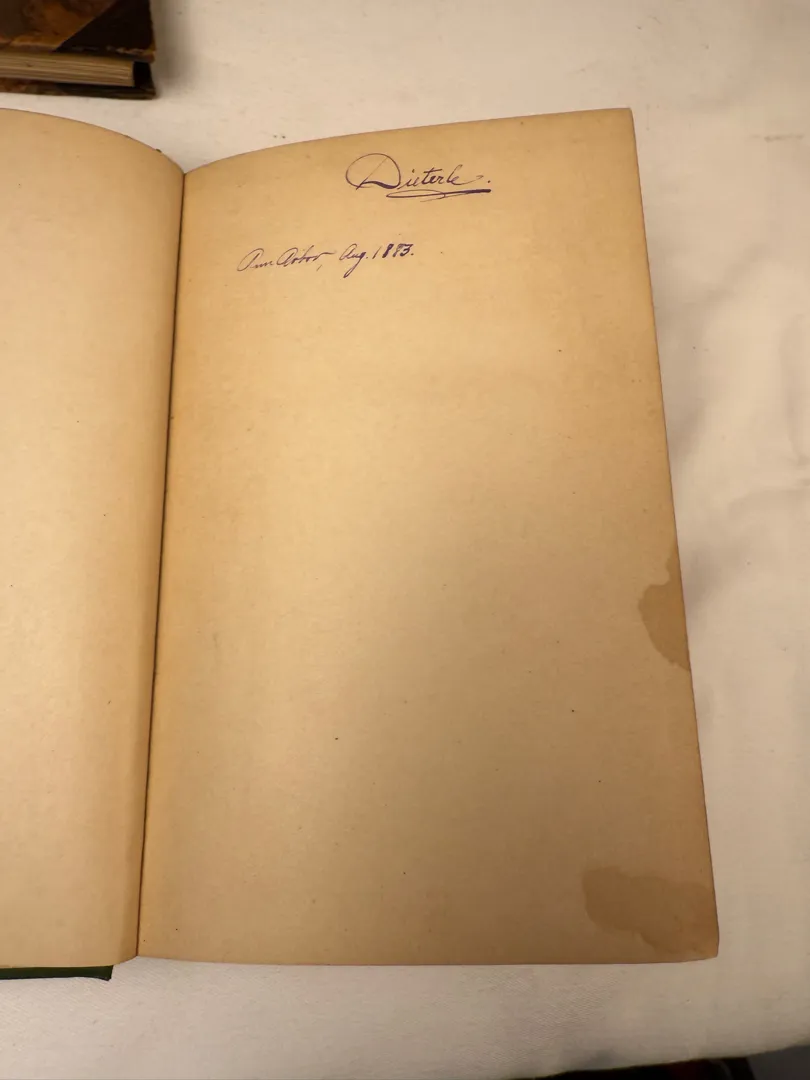 Dieterle.
Ann Arbor, Aug. 1883.